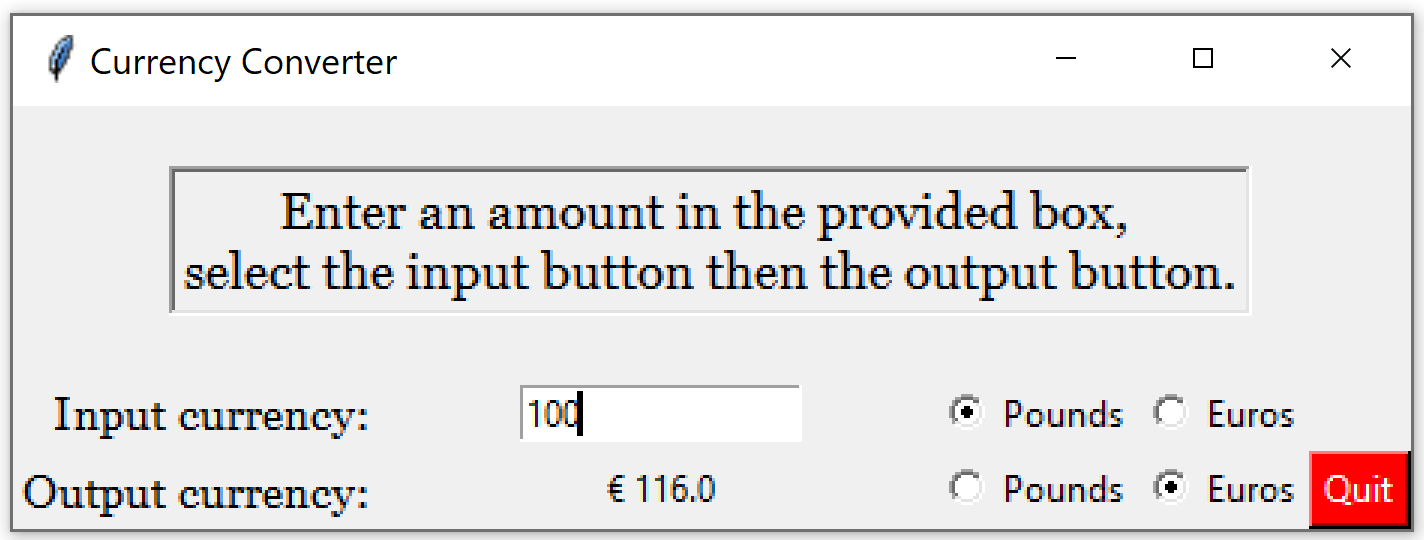 Currency Converter
Enter an amount in the provided box,
select the input button then the output button.
Input currency: 100 Pounds Euros
Output currency: € 116.0 Pounds Euros Quit